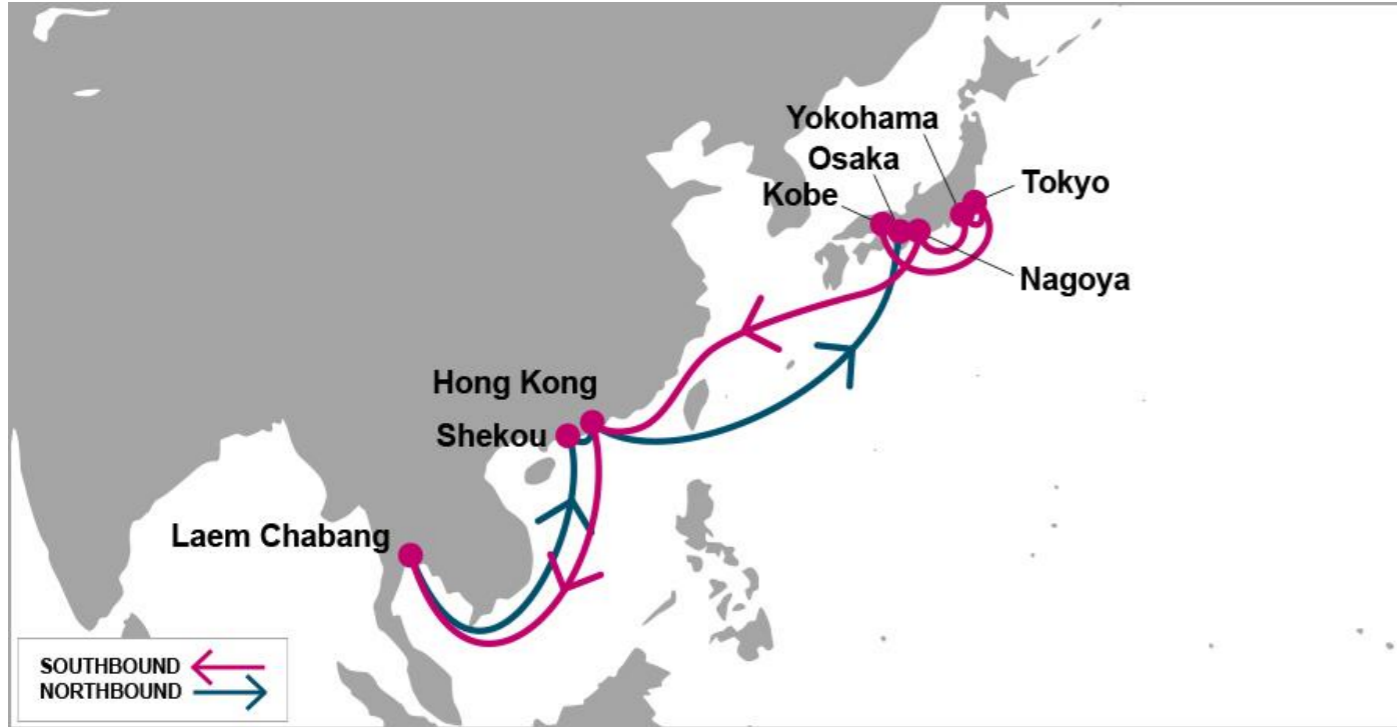 Yokohama
Osaka
Kobe
Tokyo
Nagoya
Hong Kong
Shekou
Laem Chabang
SOUTHBOUND
NORTHBOUND